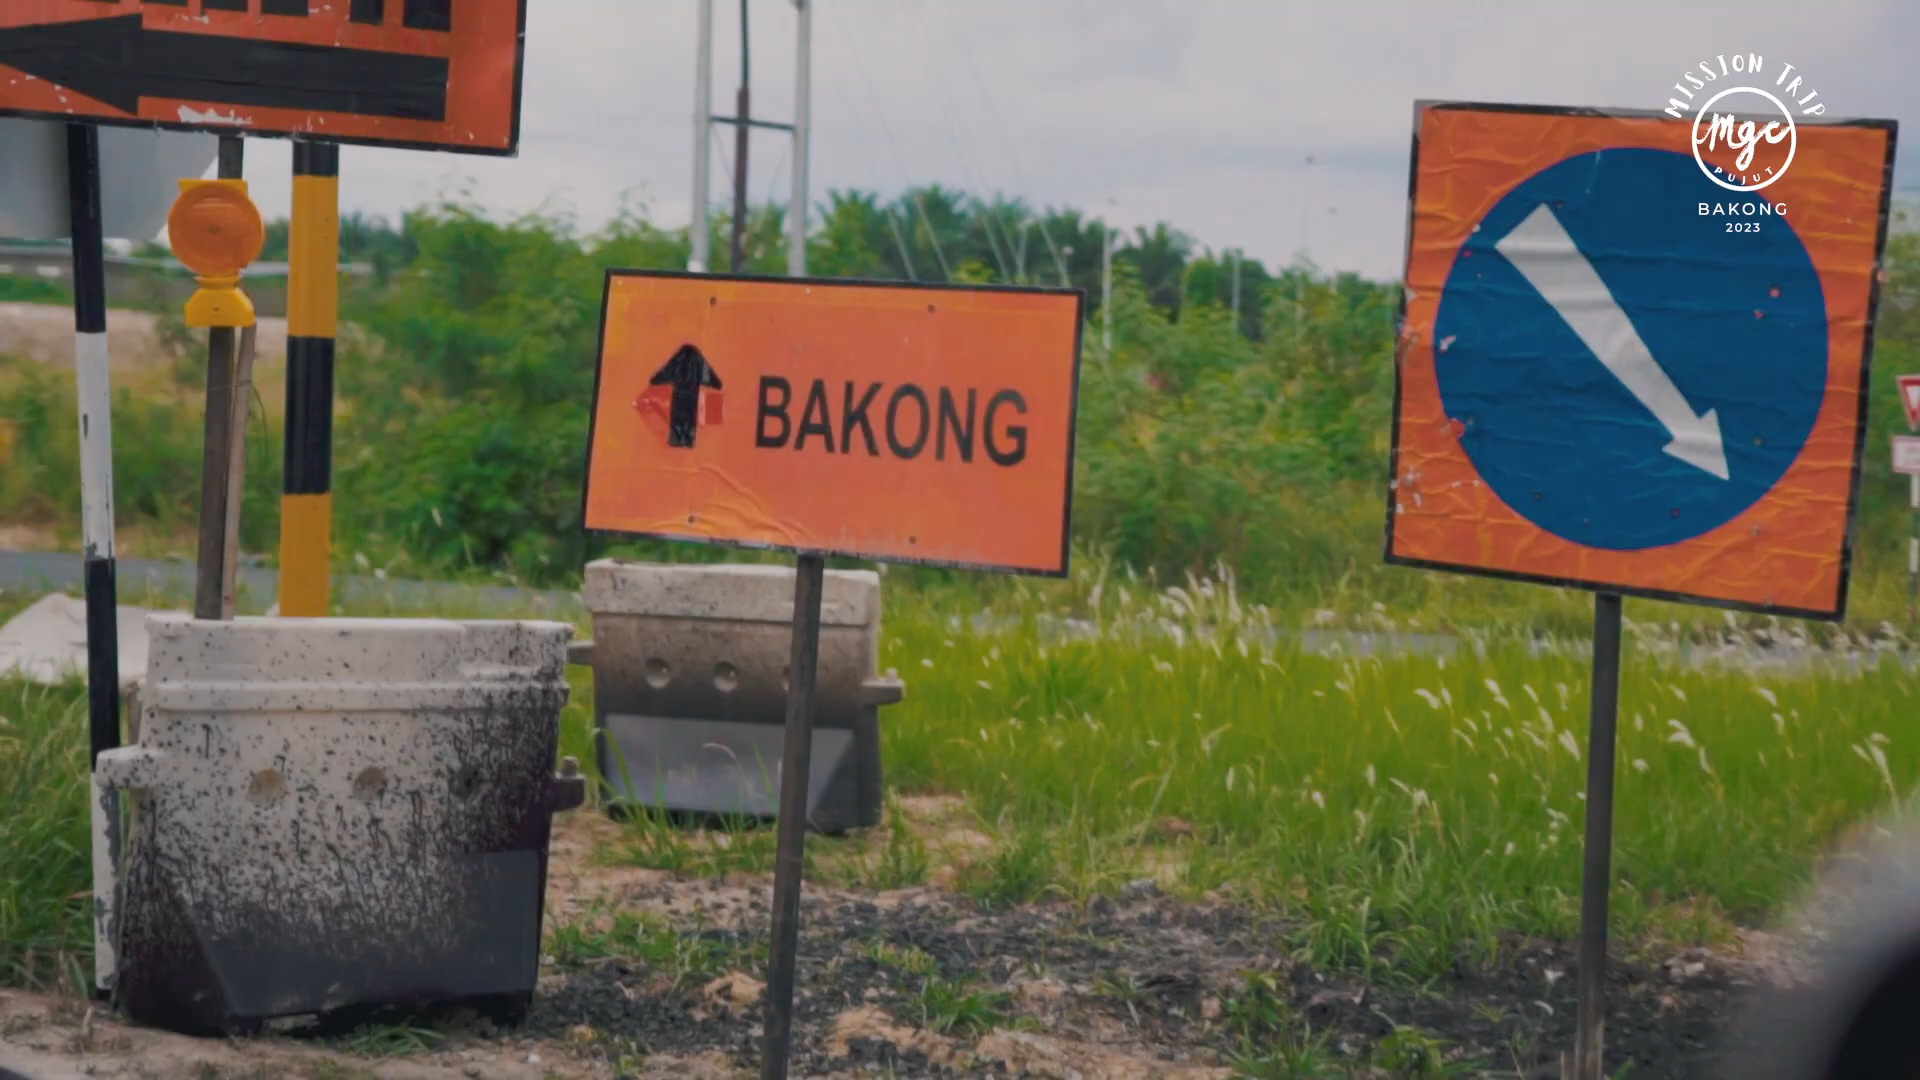 BAKONG
MISSION TRIP
mgc
PUJUT
BAKONG
2023